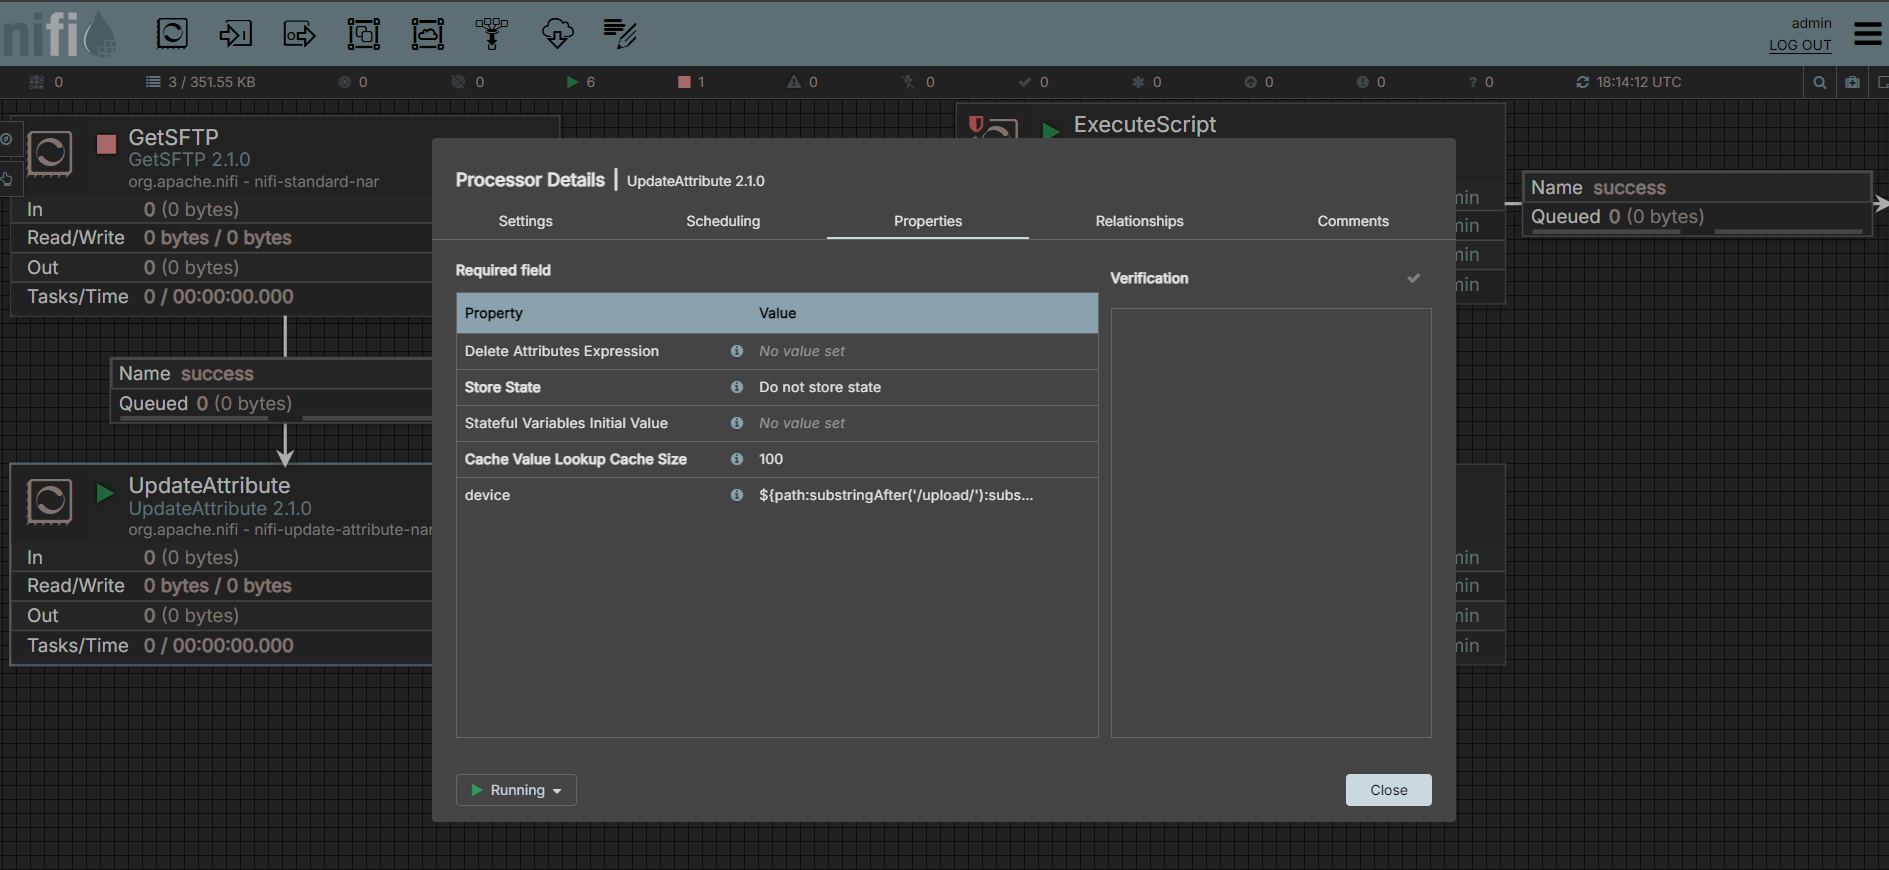 nifi
admin
LOG OUT
0
3 / 351.55 KB
0
0
6
1
0
0
0
0
0
0
0
18:14:12 UTC
GetSFTP
GetSFTP 2.1.0
org.apache.nifi - nifi-standard-nar
In 0 (0 bytes)
Read/Write 0 bytes / 0 bytes
Out 0 (0 bytes)
Tasks/Time 0 / 00:00:00.000
Name success
Queued 0 (0 bytes)
UpdateAttribute
UpdateAttribute 2.1.0
org.apache.nifi - nifi-update-attribute-nar
In 0 (0 bytes)
Read/Write 0 bytes / 0 bytes
Out 0 (0 bytes)
Tasks/Time 0 / 00:00:00.000
ExecuteScript
Name success
Queued 0 (0 bytes)
Processor Details | UpdateAttribute 2.1.0
Settings Scheduling Properties Relationships Comments
Required field
Property Value
Delete Attributes Expression No value set
Store State Do not store state
Stateful Variables Initial Value No value set
Cache Value Lookup Cache Size 100
device ${path:substringAfter('/upload/'):subs...
Verification
Running
Close